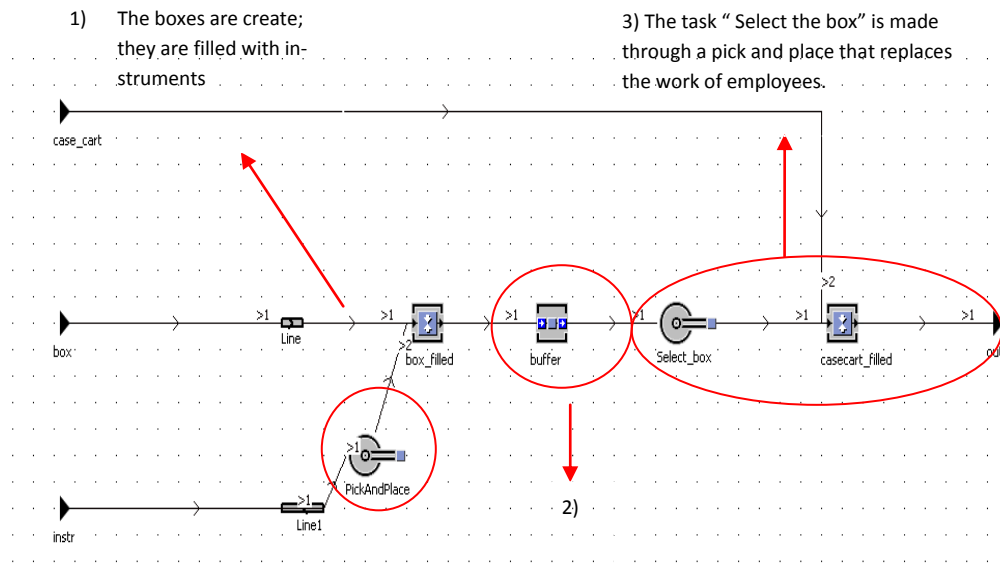 1) The boxes are create;
they are filled with in-
struments
3) The task “ Select the box” is made
through a pick and place that replaces
the work of employees.
case_cart
>2
>1
>1
>1
>1
>1
>1
box
Line
>2
box_filled
buffer
Select_box
casecart_filled
ou
>1
PickAndPlace
>1
2)
Line1
instr